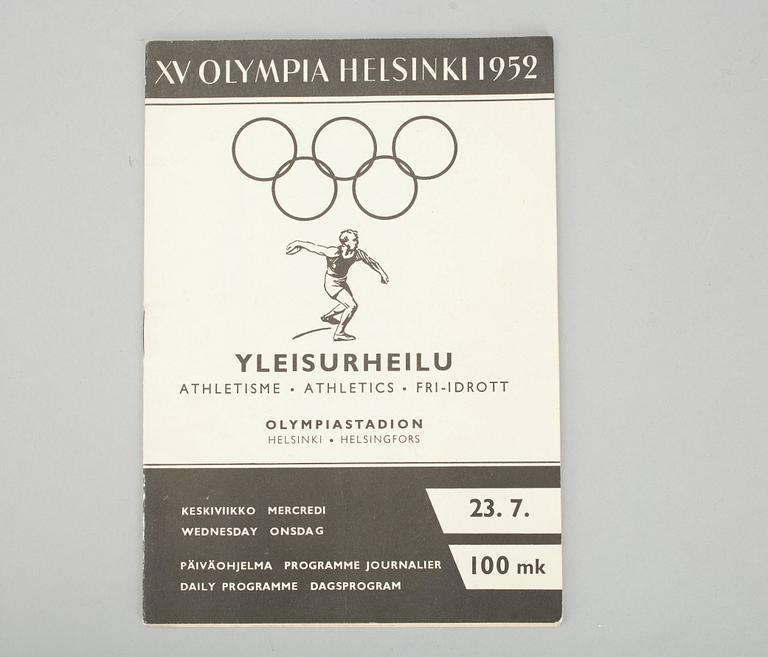 XV OLYMPIA HELSINKI 1952
YLEISURHEILU
ATHLETISME • ATHLETICS • FRI-IDROTT
OLYMPIASTADION
HELSINKI • HELSINGFORS
KESKIVIIKKO MERCREDI
WEDNESDAY ONSDAG
23. 7.
PÄIVÄOHJELMA PROGRAMME JOURNALIER
DAILY PROGRAMME DAGSPROGRAM
100 mk